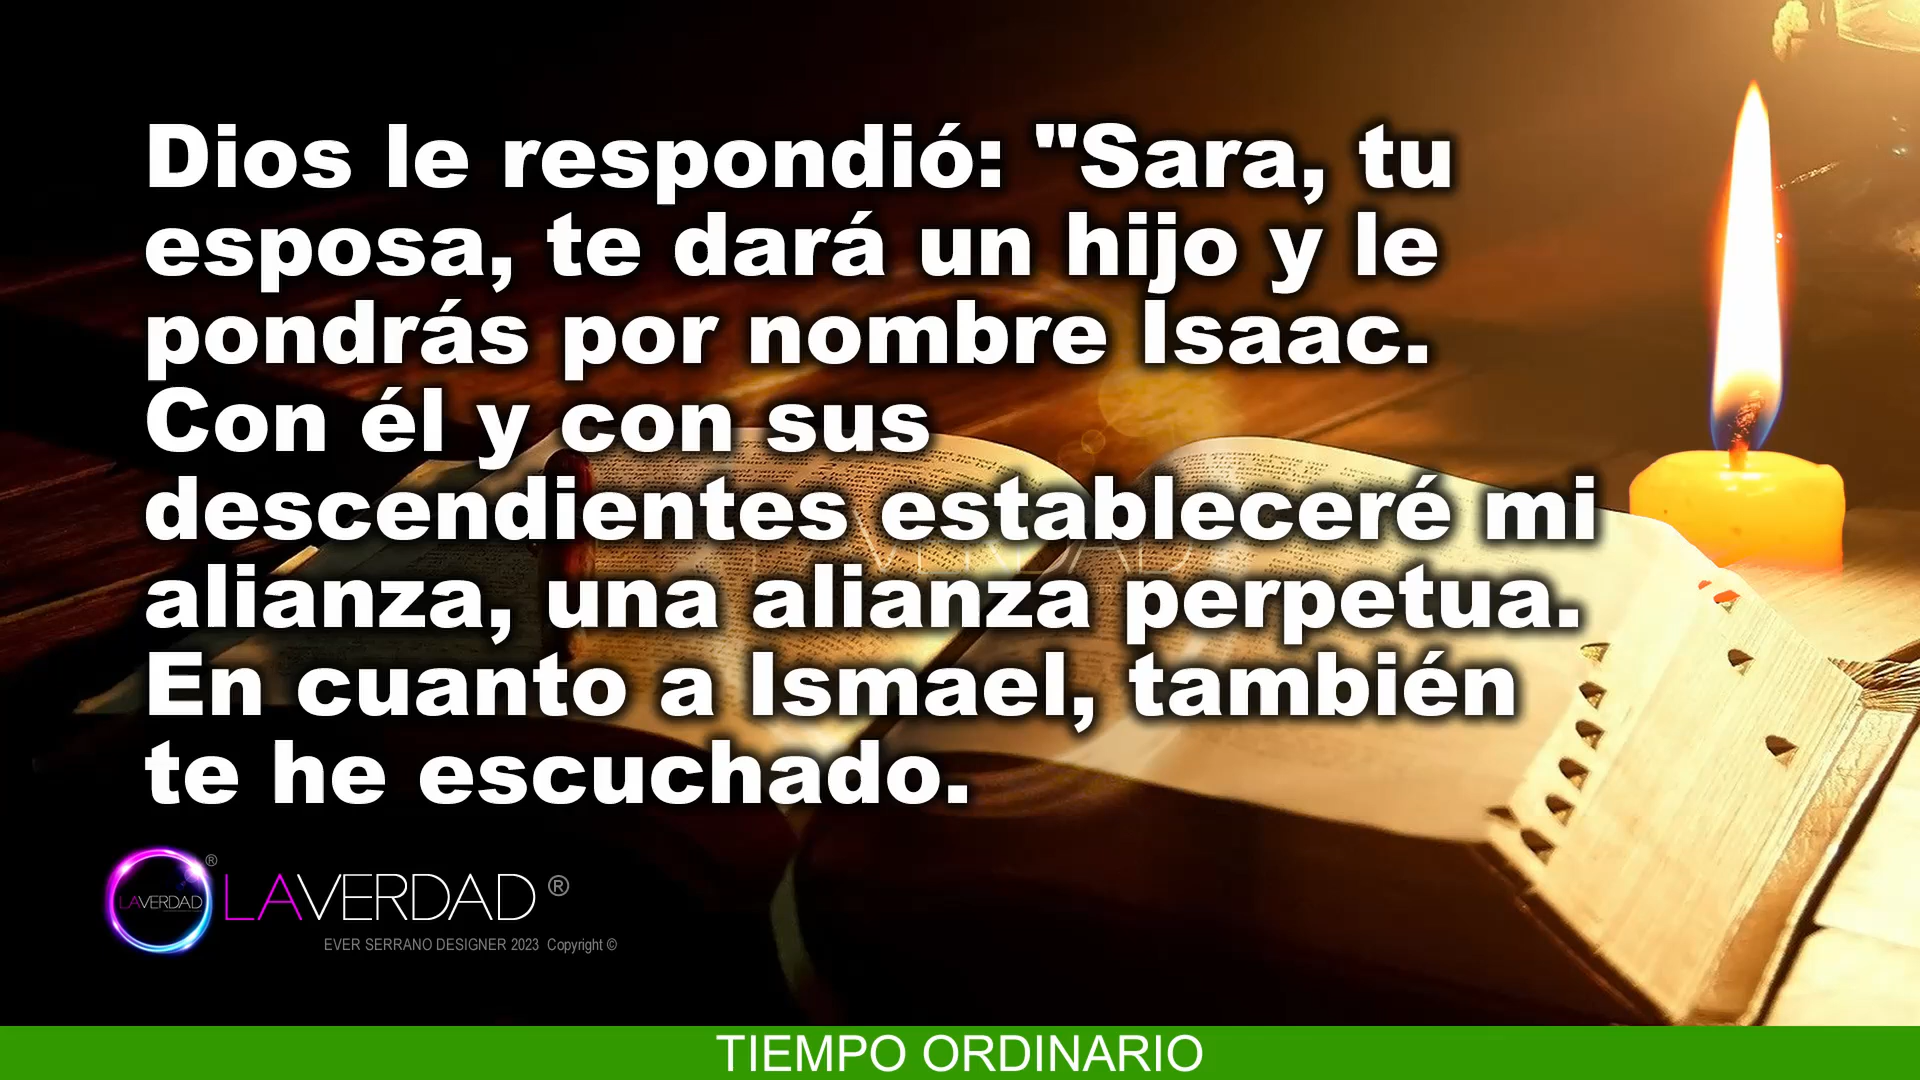 Dios le respondió: "Sara, tu
esposa, te dará un hijo y le
pondrás por nombre Isaac.
Con él y con sus
descendientes estableceré mi
alianza, una alianza perpetua.
En cuanto a Ismael, también
te he escuchado.
LAVERDAD ®
LAVERDAD ®
EVER SERRANO DESIGNER 2023 Copyright ©
TIEMPO ORDINARIO